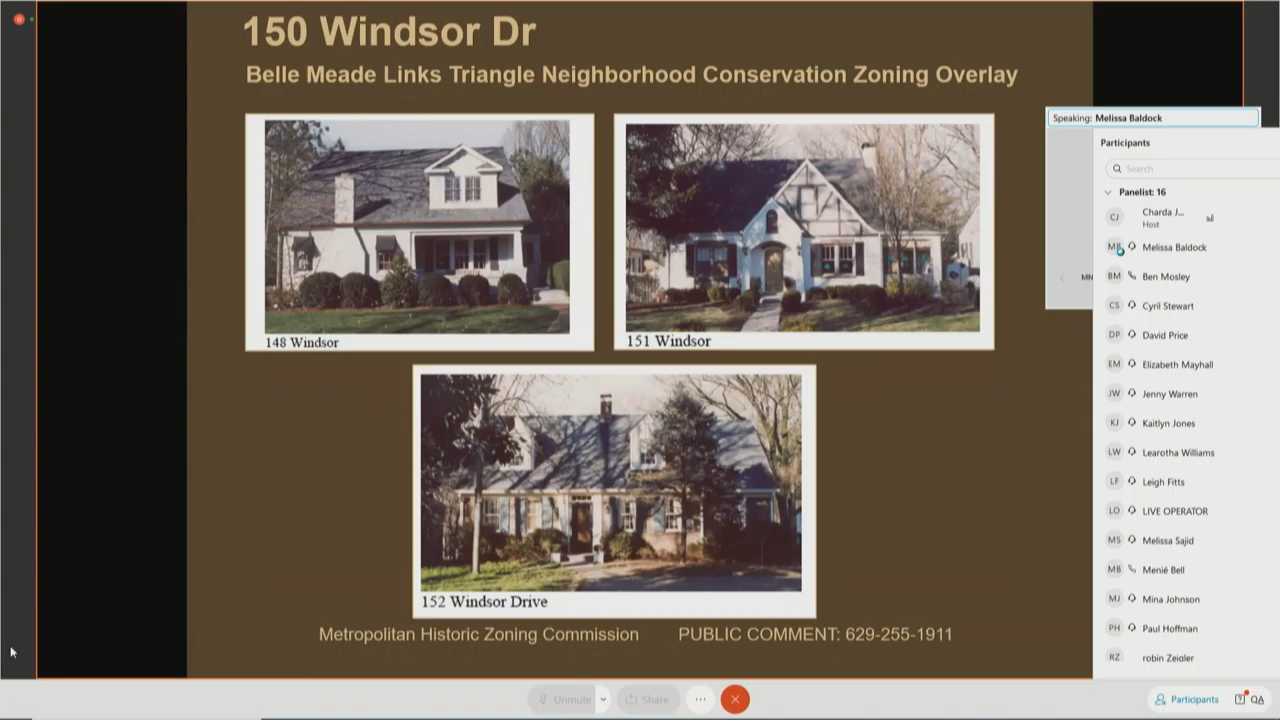 150 Windsor Dr
Belle Meade Links Triangle Neighborhood Conservation Zoning Overlay
148 Windsor
151 Windsor
152 Windsor Drive
Metropolitan Historic Zoning Commission
PUBLIC COMMENT: 629-255-1911
Speaking: Melissa Baldock
MN
Participants
Search
Panelist: 16
CJ Charda J...
Host
MB Melissa Baldock
BM Ben Mosley
CS Cyril Stewart
DP David Price
EM Elizabeth Mayhall
JW Jenny Warren
KJ Kaitlyn Jones
LW Learotha Williams
LF Leigh Fitts
LO LIVE OPERATOR
MS Melissa Sajid
MB Menié Bell
MJ Mina Johnson
PH Paul Hoffman
RZ robin Zeigler
Unmute
Share
Participants
QA